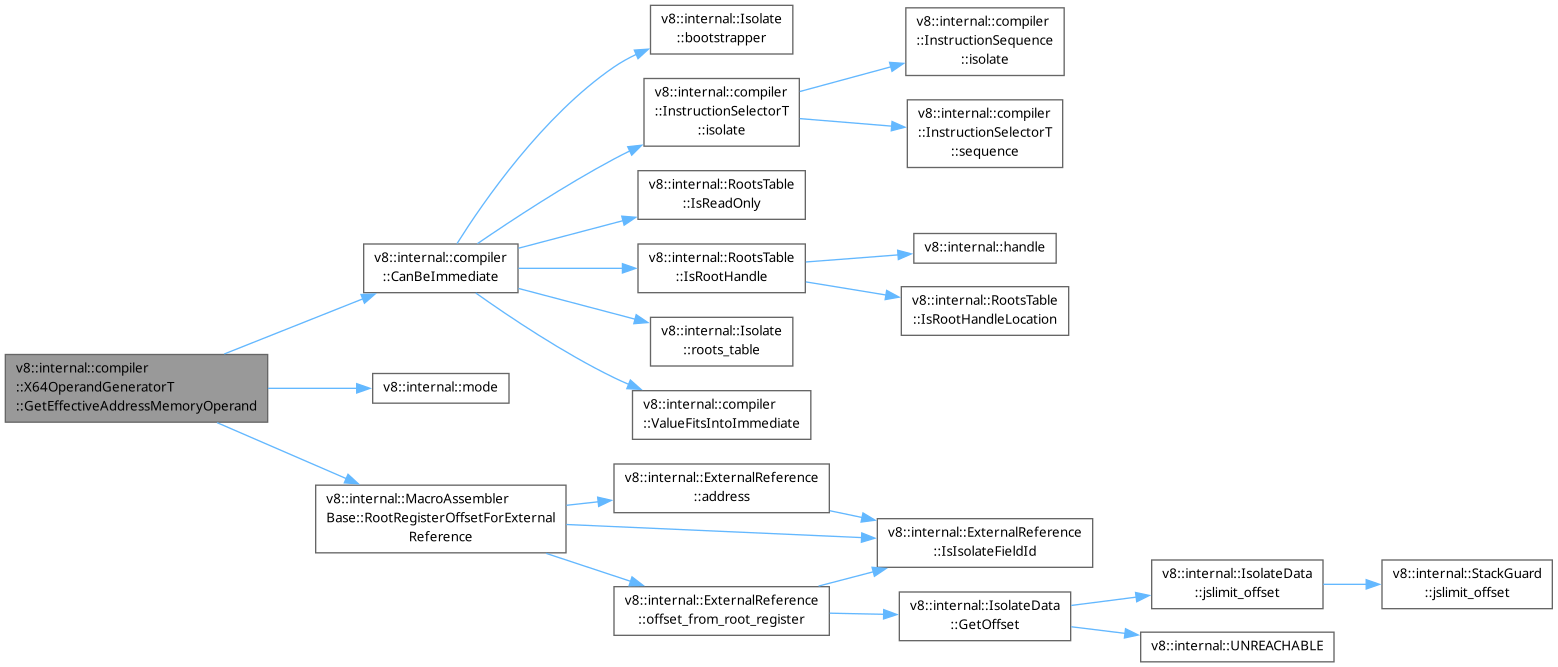 v8::internal::compiler
::X64OperandGeneratorT
::GetEffectiveAddressMemoryOperand
v8::internal::compiler
::CanBeImmediate
v8::internal::mode
v8::internal::MacroAssembler
Base::RootRegisterOffsetForExternal
Reference
v8::internal::Isolate
::bootstrapper
v8::internal::compiler
::InstructionSelectorT
::isolate
v8::internal::RootsTable
::IsReadOnly
v8::internal::RootsTable
::IsRootHandle
v8::internal::Isolate
::roots_table
v8::internal::compiler
::ValueFitsIntoImmediate
v8::internal::ExternalReference
::address
v8::internal::ExternalReference
::offset_from_root_register
v8::internal::compiler
::InstructionSequence
::isolate
v8::internal::compiler
::InstructionSelectorT
::sequence
v8::internal::handle
v8::internal::RootsTable
::IsRootHandleLocation
v8::internal::ExternalReference
::IsIsolateFieldId
v8::internal::IsolateData
::GetOffset
v8::internal::IsolateData
::jslimit_offset
v8::internal::UNREACHABLE
v8::internal::StackGuard
::jslimit_offset